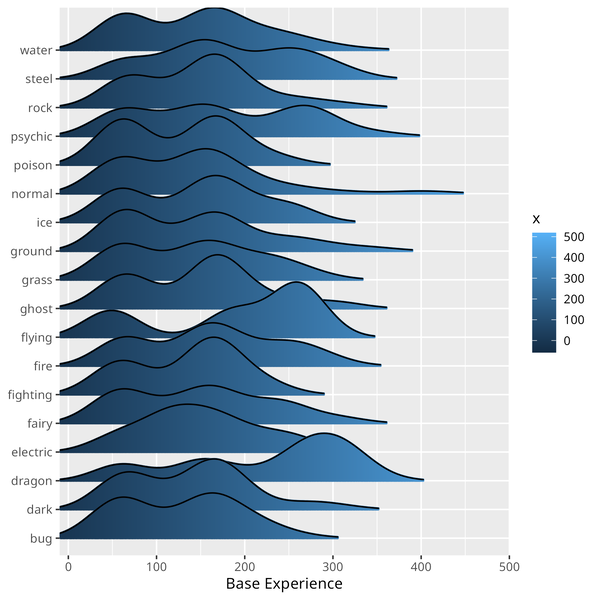 water
steel
rock
psychic
poison
normal
ice
ground
grass
ghost
flying
fire
fighting
fairy
electric
dragon
dark
bug
0 100 200 300 400 500
Base Experience
x
500
400
300
200
100
0